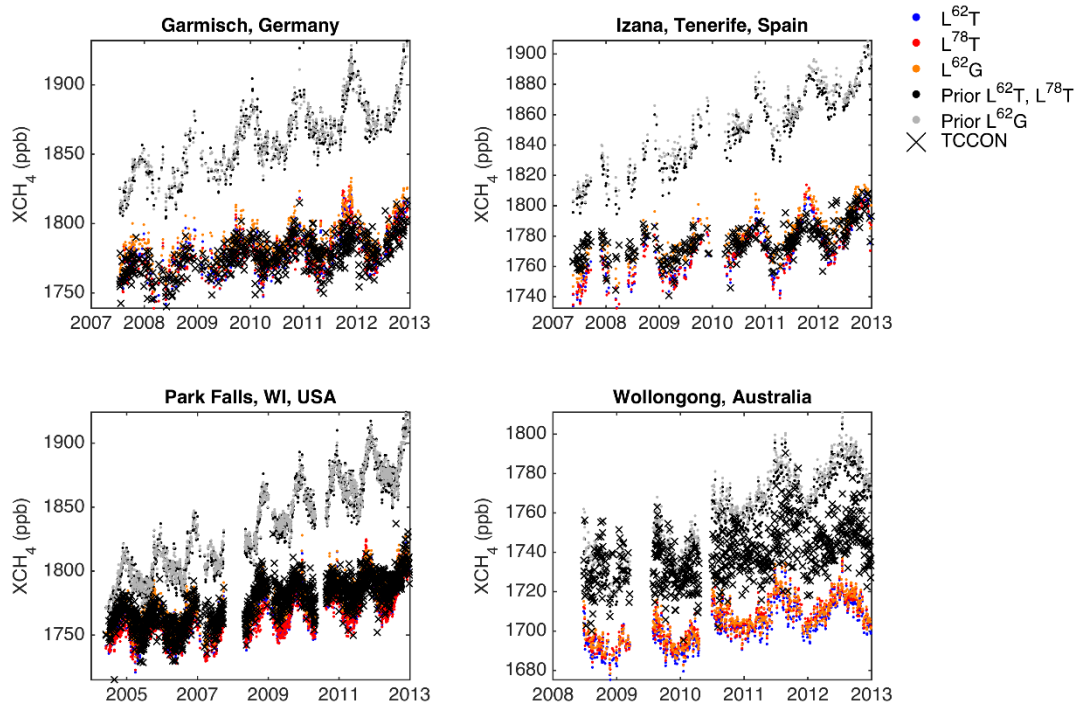 Garmisch, Germany
XCH₄ (ppb)
1900
1850
1800
1750
2007 2008 2009 2010 2011 2012 2013
Izana, Tenerife, Spain
XCH₄ (ppb)
1900
1880
1860
1840
1820
1800
1780
1760
1740
2007 2008 2009 2010 2011 2012 2013
L⁶²T
L⁷⁸T
L⁶²G
Prior L⁶²T, L⁷⁸T
Prior L⁶²G
TCCON
Park Falls, WI, USA
XCH₄ (ppb)
1900
1850
1800
1750
2005 2007 2009 2011 2013
Wollongong, Australia
XCH₄ (ppb)
1800
1780
1760
1740
1720
1700
1680
2008 2009 2010 2011 2012 2013